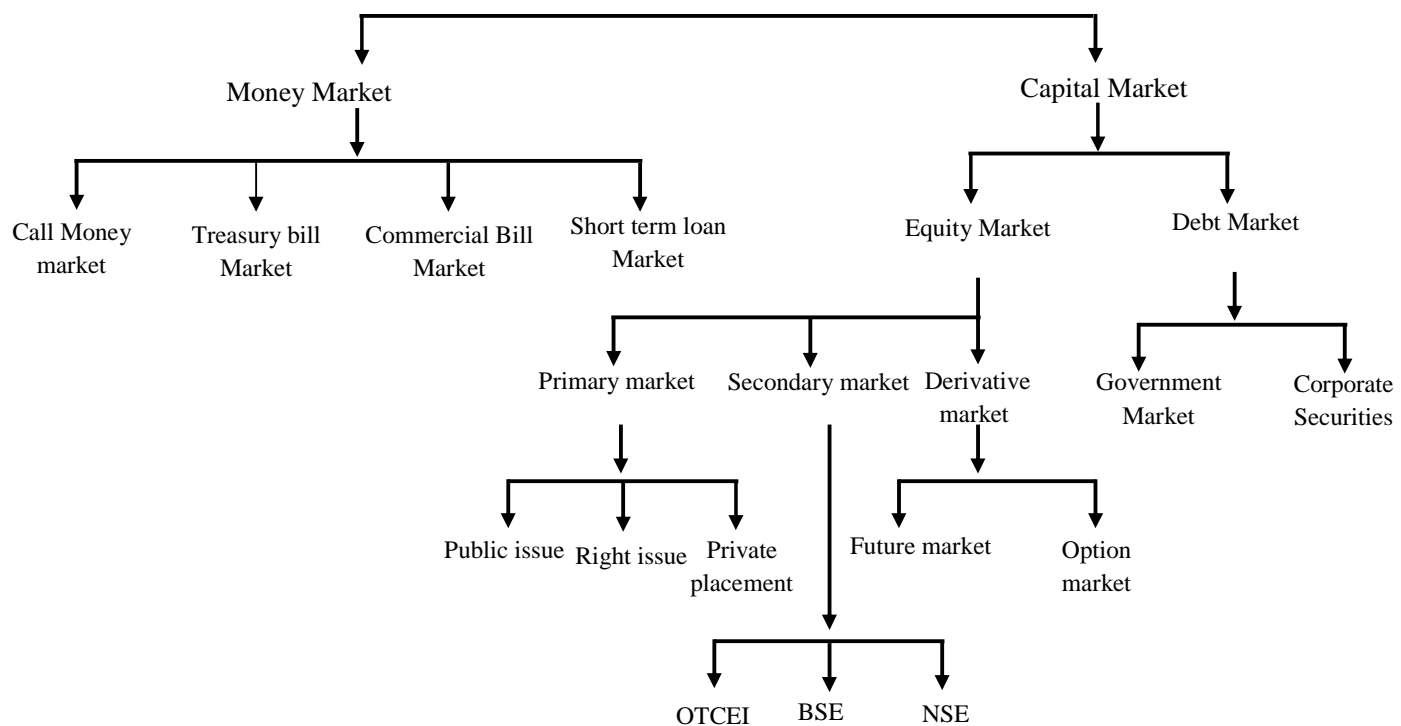 Money Market
Capital Market
Call Money
market
Treasury bill
Market
Commercial Bill
Market
Short term loan
Market
Equity Market
Debt Market
Primary market
Secondary market
Derivative
market
Government
Market
Corporate
Securities
Public issue
Right issue
Private
placement
Future market
Option
market
OTCEI
BSE
NSE